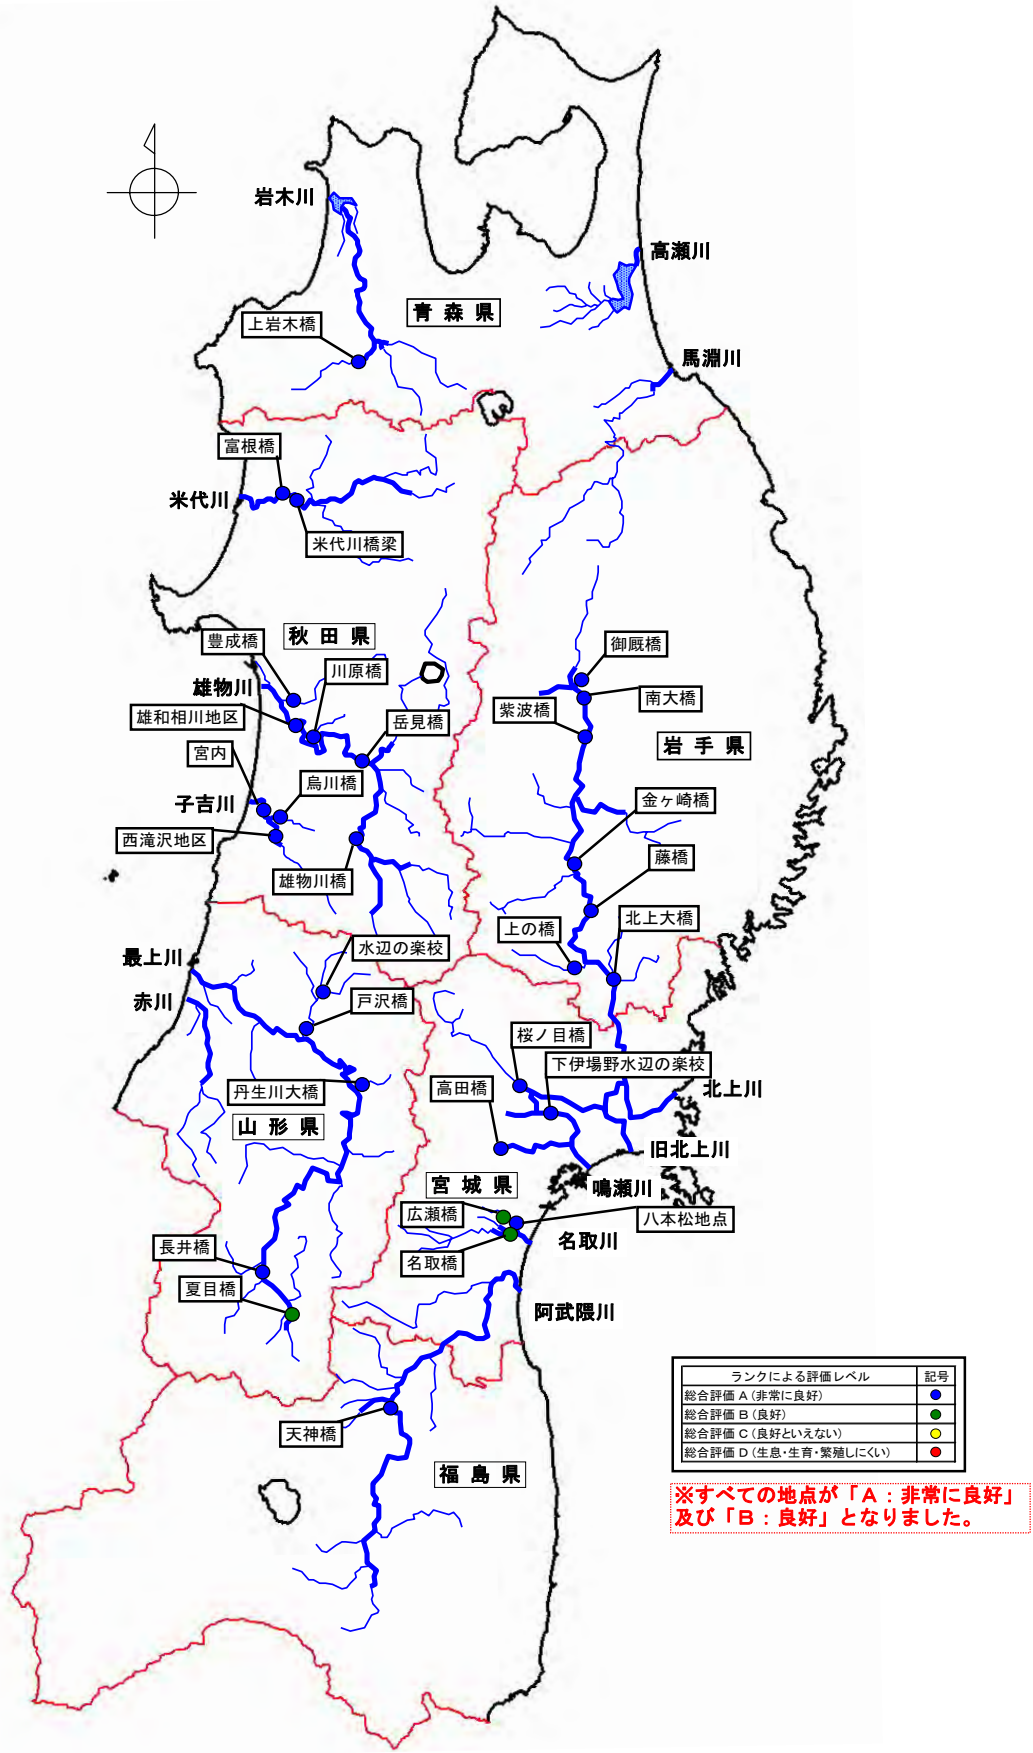 岩木川
高瀬川
青森県
上岩木橋
馬淵川
富根橋
米代川
米代川橋梁
豊成橋
秋田県
川原橋
御厩橋
雄物川
南大橋
紫波橋
雄和相川地区
岳見橋
岩手県
宮内
烏川橋
子吉川
金ヶ崎橋
西滝沢地区
藤橋
雄物川橋
北上大橋
上の橋
水辺の楽校
最上川
赤川
戸沢橋
桜ノ目橋
下伊場野水辺の楽校
高田橋
丹生川大橋
北上川
山形県
旧北上川
宮城県
鳴瀬川
広瀬橋
八本松地点
名取川
長井橋
名取橋
夏目橋
阿武隈川
天神橋
福島県
ランクによる評価レベル 記号
総合評価 A (非常に良好)
総合評価 B (良好)
総合評価 C (良好といえない)
総合評価 D (生息・生育・繁殖しにくい)
※すべての地点が「A：非常に良好」
及び「B：良好」となりました。